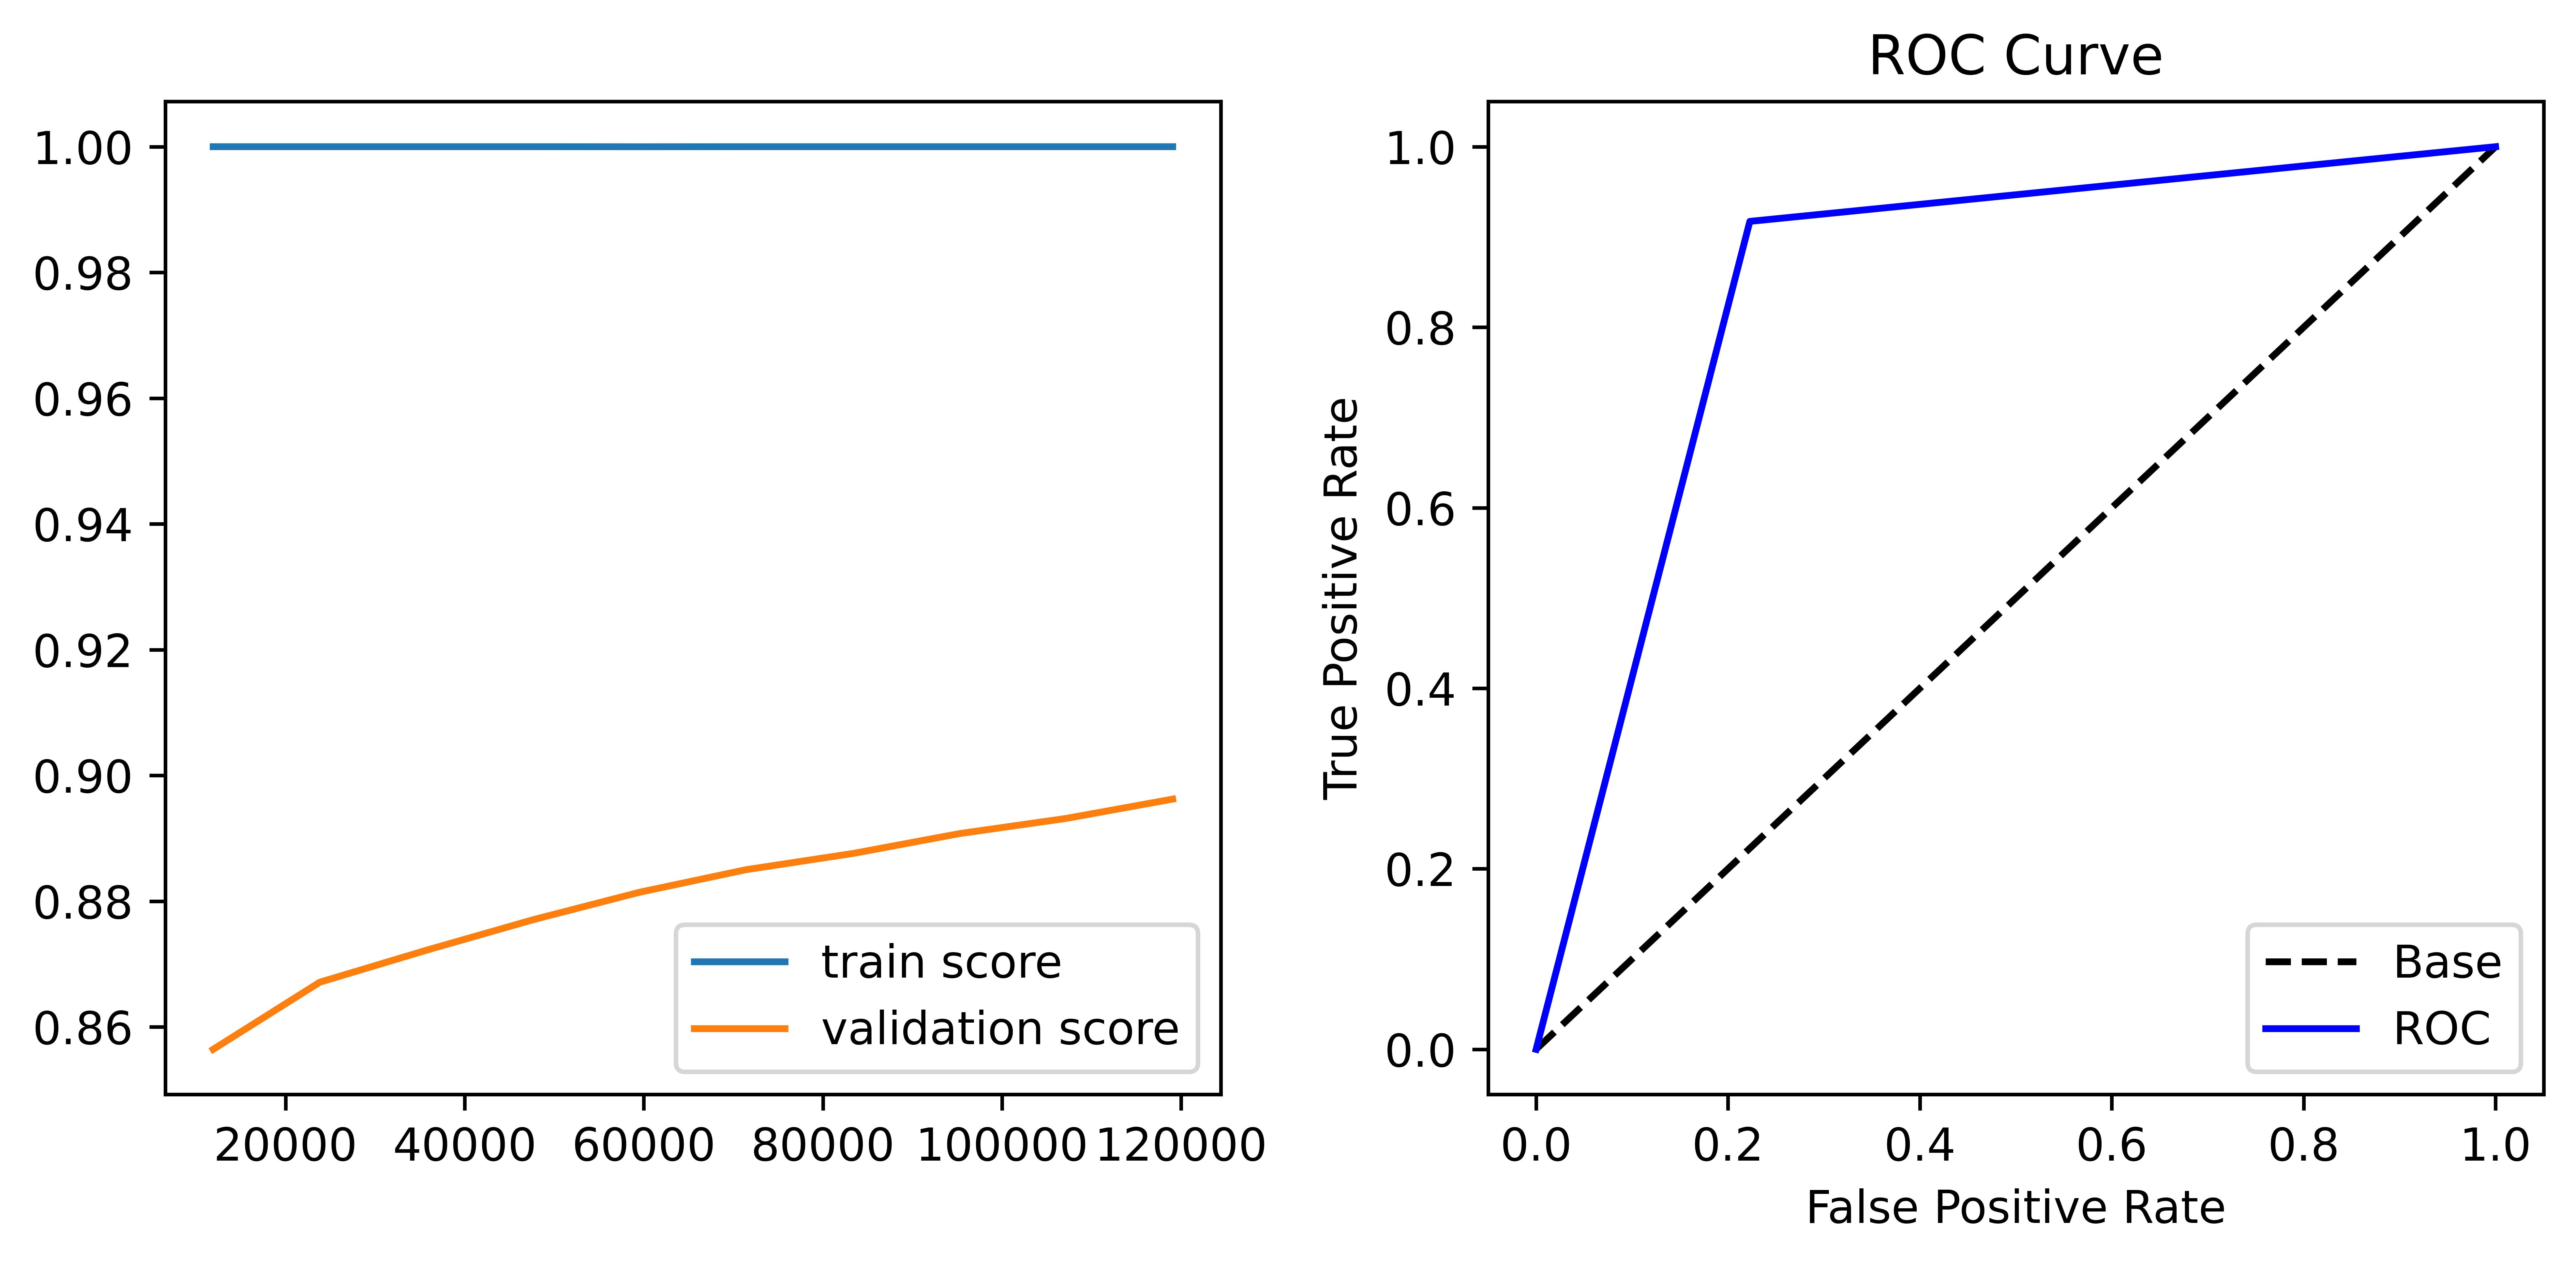 1.00
0.98
0.96
0.94
0.92
0.90
0.88
0.86
20000 40000 60000 80000 100000 120000
train score
validation score
ROC Curve
True Positive Rate
1.0
0.8
0.6
0.4
0.2
0.0
0.0 0.2 0.4 0.6 0.8 1.0
False Positive Rate
Base
ROC